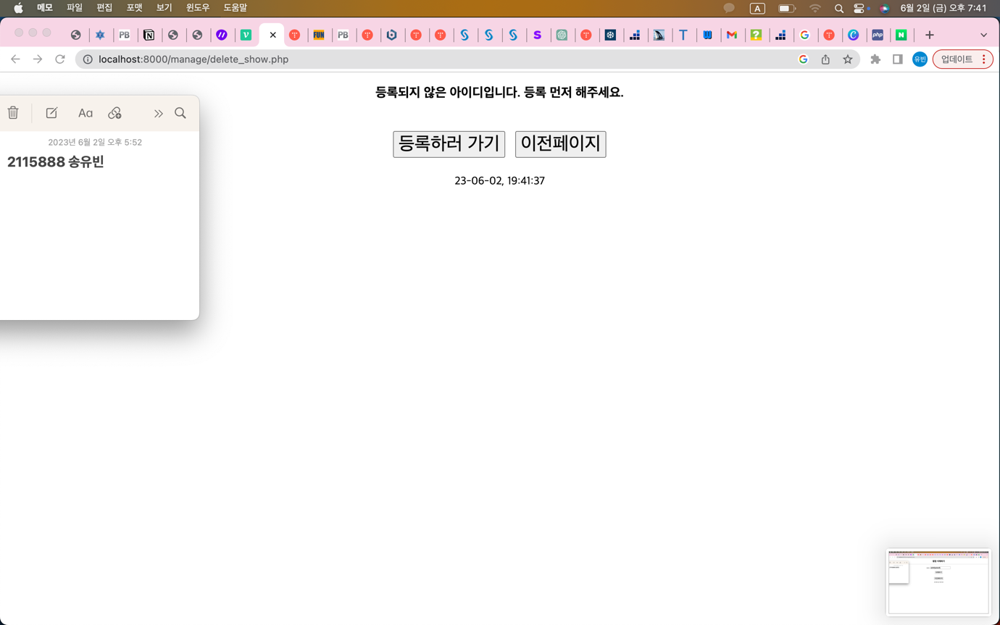 메모 파일 편집 포맷 보기 윈도우 도움말 A 6월 2일 (금) 오후 7:41
PB FUN PB S T php N
localhost:8000/manage/delete_show.php 유빈 업데이트
등록되지 않은 아이디입니다. 등록 먼저 해주세요.
Aa
2023년 6월 2일 오후 5:52
2115888 송유빈
등록하러 가기 이전페이지
23-06-02, 19:41:37